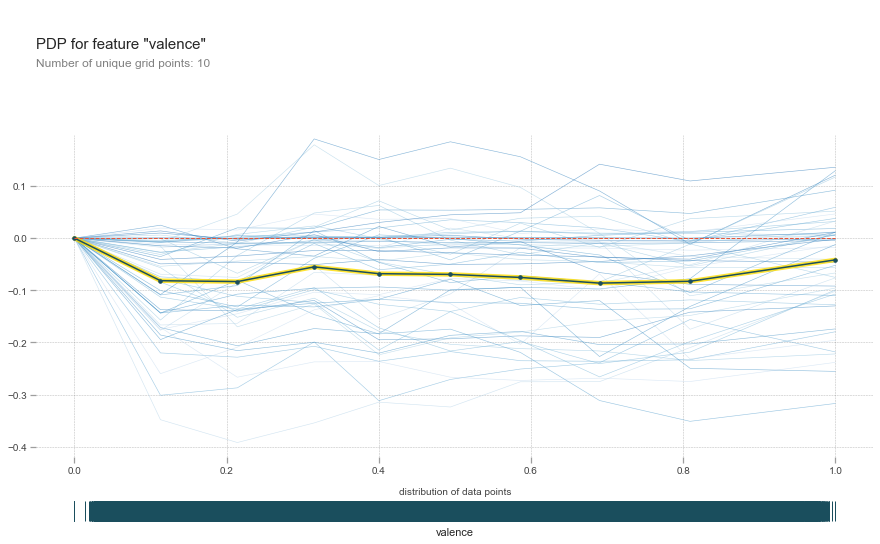 PDP for feature "valence"
Number of unique grid points: 10
0.1
0.0
−0.1
−0.2
−0.3
−0.4
0.0 0.2 0.4 0.6 0.8 1.0
distribution of data points
valence